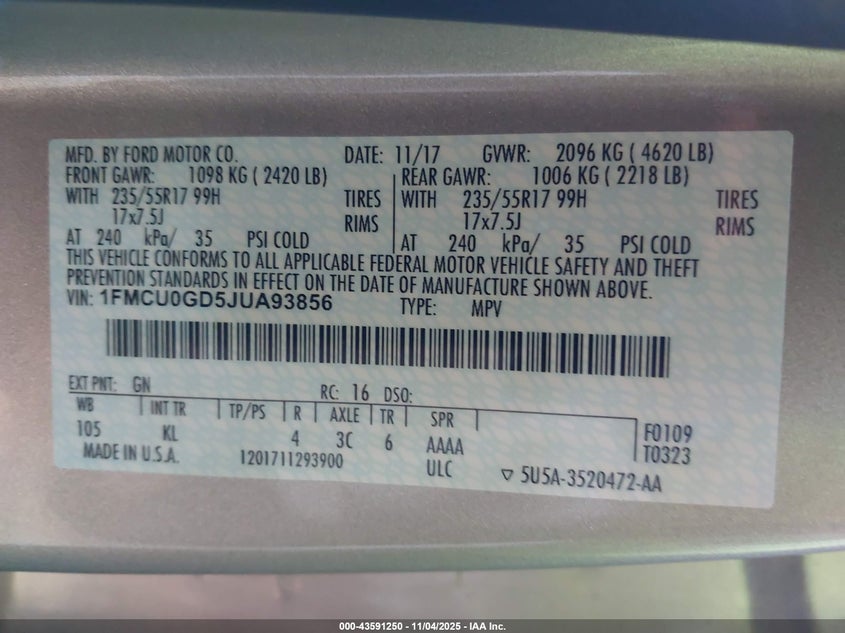 MFD. BY FORD MOTOR CO. DATE: 11/17 GVWR: 2096 KG ( 4620 LB)
FRONT GAWR: 1098 KG ( 2420 LB) REAR GAWR: 1006 KG ( 2218 LB)
WITH 235/55R17 99H TIRES WITH 235/55R17 99H TIRES
17x7.5J RIMS 17x7.5J RIMS
AT 240 kPa/ 35 PSI COLD AT 240 kPa/ 35 PSI COLD
THIS VEHICLE CONFORMS TO ALL APPLICABLE FEDERAL MOTOR VEHICLE SAFETY AND THEFT
PREVENTION STANDARDS IN EFFECT ON THE DATE OF MANUFACTURE SHOWN ABOVE.
VIN: 1FMCU0GD5JUA93856 TYPE: MPV
EXT PNT: GN RC: 16 DSO:
WB INT TR TP/PS R AXLE TR SPR
105 KL 4 3C 6 AAAA F0109
MADE IN U.S.A. 1201711293900 ULC T0323
▽ 5U5A-3520472-AA
000-43591250 - 11/04/2025 - IAA Inc.